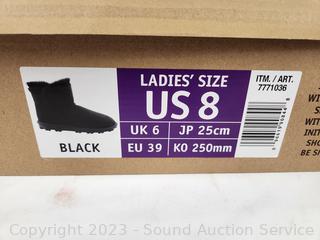 LADIES' SIZE
US 8
UK 6 JP 25cm
EU 39 KO 250mm
BLACK
ITM. / ART.
7771036
Copyright 2023 - Sound Auction Service